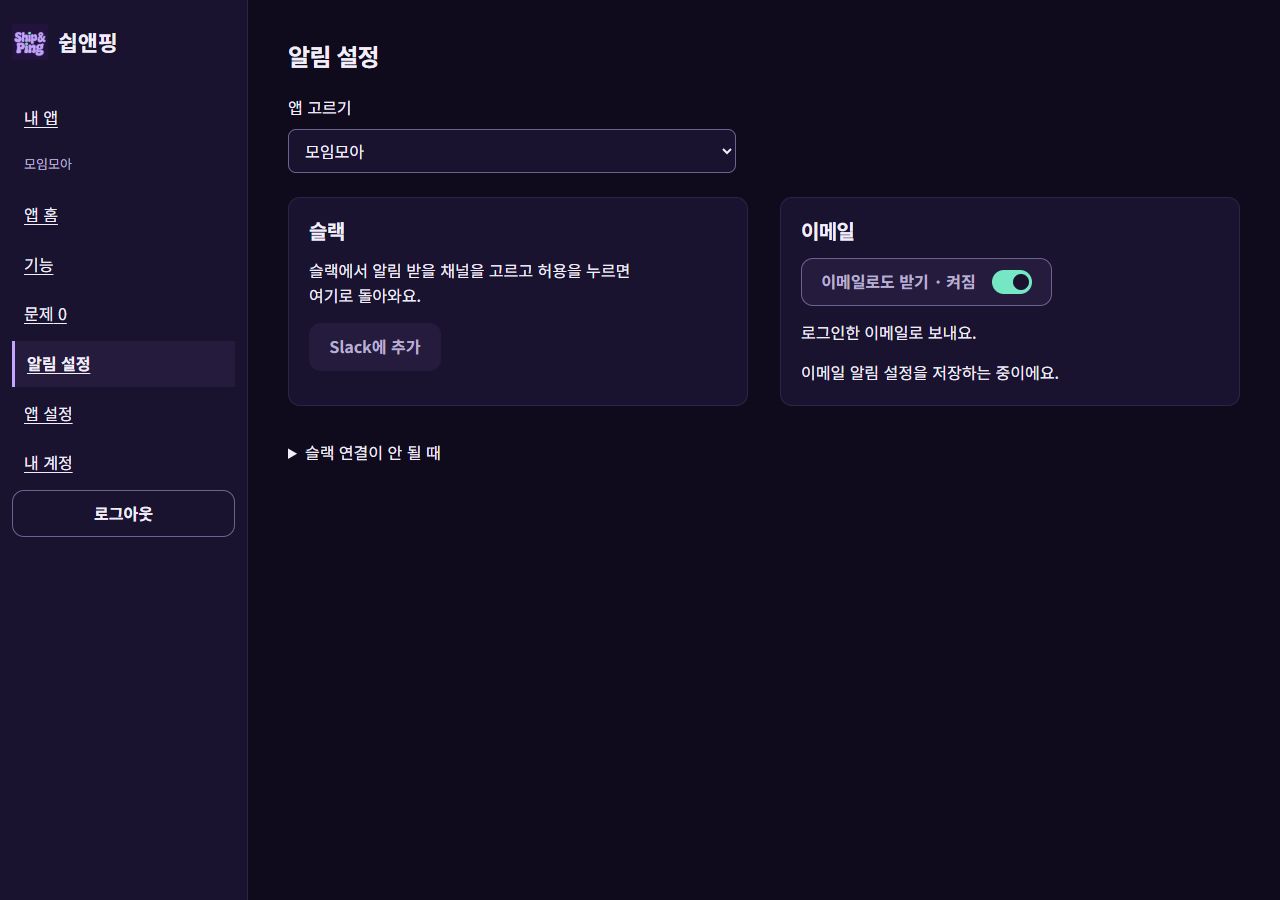 Ship&
Ping
쉽앤핑
내 앱
모임모아
앱 홈
기능
문제 0
알림 설정
앱 설정
내 계정
로그아웃
알림 설정
앱 고르기
모임모아
슬랙
슬랙에서 알림 받을 채널을 고르고 허용을 누르면
여기로 돌아와요.
Slack에 추가
이메일
이메일로도 받기 · 켜짐
로그인한 이메일로 보내요.
이메일 알림 설정을 저장하는 중이에요.
슬랙 연결이 안 될 때